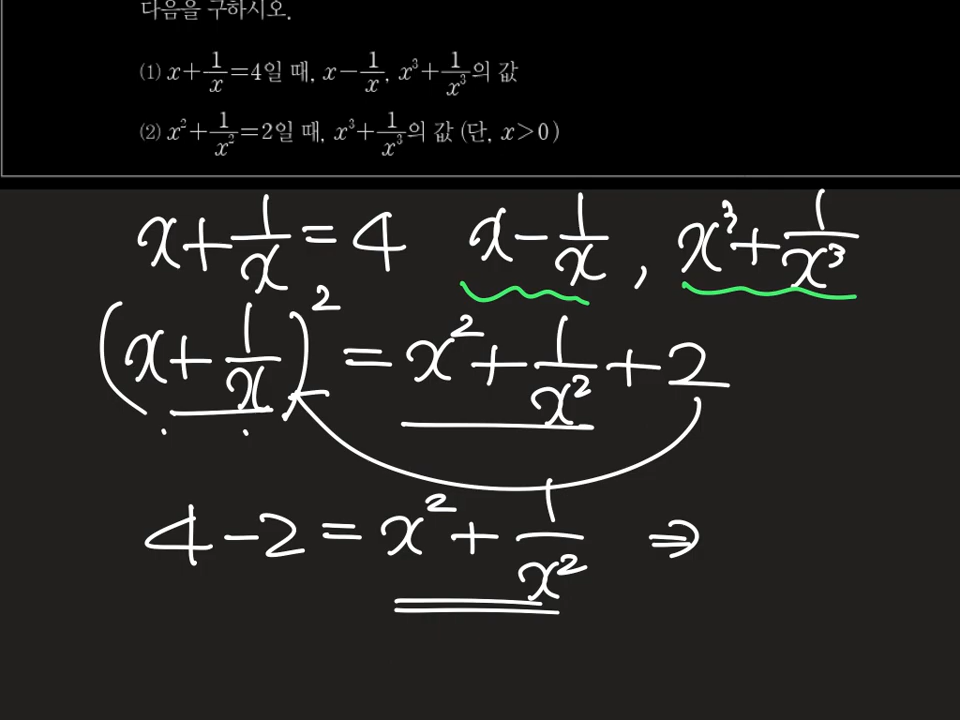 다음을 구하시오.
(1) x+1/x=4일 때, x−1/x, x³+1/x³의 값
(2) x²+1/x²=2일 때, x³+1/x³의 값 (단, x>0)
x+1/x=4 x−1/x, x³+1/x³
(x+1/x)²=x²+1/x²+2
4−2=x²+1/x² ⇒